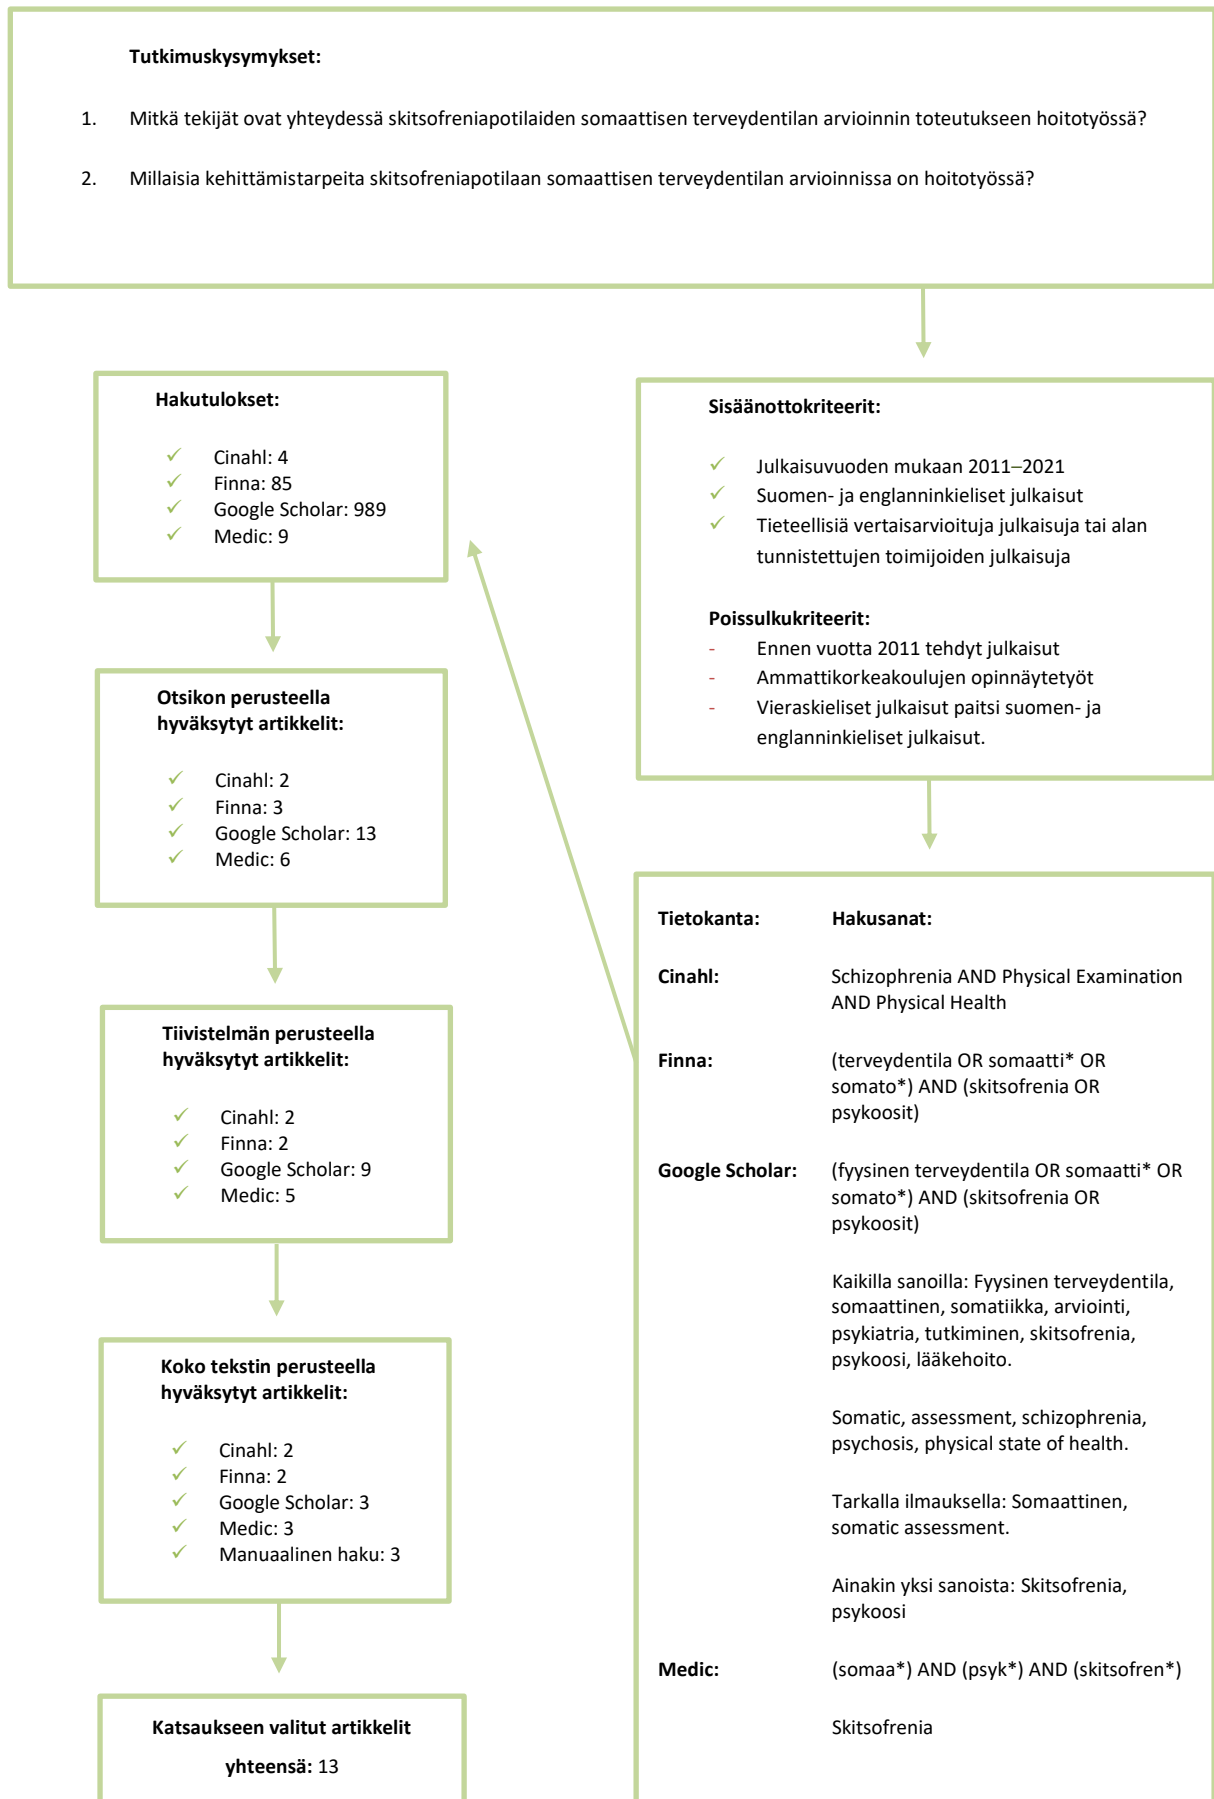 Tutkimuskysymykset:
1. Mitkä tekijät ovat yhteydessä skitsofreniapotilaiden somaattisen terveydentilan arvioinnin toteutukseen hoitotyössä?
2. Millaisia kehittämistarpeita skitsofreniapotilaan somaattisen terveydentilan arvioinnissa on hoitotyössä?
Sisäänottokriteerit:
✓ Julkaisuvuoden mukaan 2011–2021
✓ Suomen- ja englanninkieliset julkaisut
✓ Tieteellisiä vertaisarvioituja julkaisuja tai alan
tunnistettujen toimijoiden julkaisuja
Poissulkukriteerit:
- Ennen vuotta 2011 tehdyt julkaisut
- Ammattikorkeakoulujen opinnäytetyöt
- Vieraskieliset julkaisut paitsi suomen- ja
englanninkieliset julkaisut.
Tietokanta: Hakusanat:
Cinahl: Schizophrenia AND Physical Examination
AND Physical Health
Finna: (terveydentila OR somaatti* OR
somato*) AND (skitsofrenia OR
psykoosit)
Google Scholar: (fyysinen terveydentila OR somaatti* OR
somato*) AND (skitsofrenia OR
psykoosit)
Kaikilla sanoilla: Fyysinen terveydentila,
somaattinen, somatiikka, arviointi,
psykiatria, tutkiminen, skitsofrenia,
psykoosi, lääkehoito.
Somatic, assessment, schizophrenia,
psychosis, physical state of health.
Tarkalla ilmauksella: Somaattinen,
somatic assessment.
Ainakin yksi sanoista: Skitsofrenia,
psykoosi
Medic: (somaa*) AND (psyk*) AND (skitsofren*)
Skitsofrenia
Hakutulokset:
✓ Cinahl: 4
✓ Finna: 85
✓ Google Scholar: 989
✓ Medic: 9
Otsikon perusteella
hyväksytyt artikkelit:
✓ Cinahl: 2
✓ Finna: 3
✓ Google Scholar: 13
✓ Medic: 6
Tiivistelmän perusteella
hyväksytyt artikkelit:
✓ Cinahl: 2
✓ Finna: 2
✓ Google Scholar: 9
✓ Medic: 5
Koko tekstin perusteella
hyväksytyt artikkelit:
✓ Cinahl: 2
✓ Finna: 2
✓ Google Scholar: 3
✓ Medic: 3
✓ Manuaalinen haku: 3
Katsaukseen valitut artikkelit
yhteensä: 13